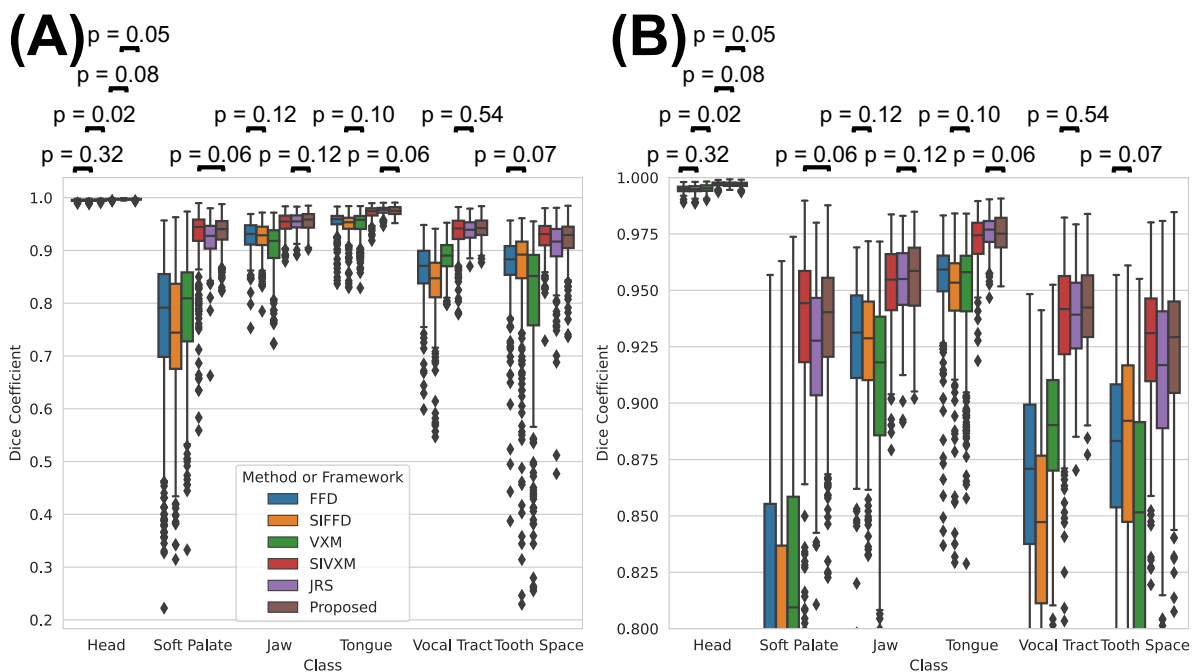 (A)
p = 0.05
p = 0.08
p = 0.02
p = 0.12
p = 0.10
p = 0.54
p = 0.32
p = 0.06
p = 0.12
p = 0.06
p = 0.07
1.0
0.9
0.8
0.7
0.6
0.5
0.4
0.3
0.2
Dice Coefficient
Method or Framework
FFD
SIFFD
VXM
SIVXM
JRS
Proposed
Head
Soft Palate
Jaw
Tongue
Vocal Tract
Tooth Space
Class
(B)
p = 0.05
p = 0.08
p = 0.02
p = 0.12
p = 0.10
p = 0.54
p = 0.32
p = 0.06
p = 0.12
p = 0.06
p = 0.07
1.000
0.975
0.950
0.925
0.900
0.875
0.850
0.825
0.800
Dice Coefficient
Head
Soft Palate
Jaw
Tongue
Vocal Tract
Tooth Space
Class